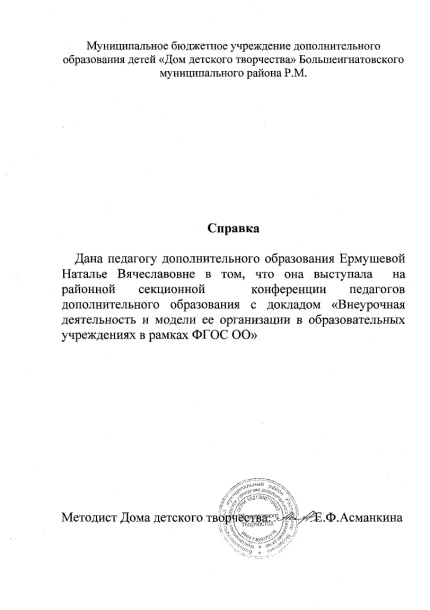 Муниципальное бюджетное учреждение дополнительного
образования детей «Дом детского творчества» Большеигнатовского
муниципального района Р.М.
Справка
Дана педагогу дополнительного образования Ермушевой
Наталье Вячеславовне в том, что она выступала на
районной секционной конференции педагогов
дополнительного образования с докладом «Внеурочная
деятельность и модели ее организации в образовательных
учреждениях в рамках ФГОС ОО»
Методист Дома детского творчества: Е.Ф.Асманкина